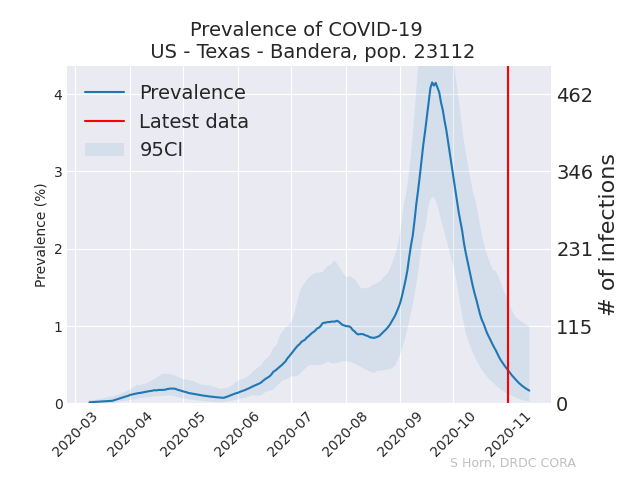 Prevalence of COVID-19
US - Texas - Bandera, pop. 23112
Prevalence
Latest data
95CI
Prevalence (%)
4
3
2
1
0
462
346
231
115
0
# of infections
2020-03
2020-04
2020-05
2020-06
2020-07
2020-08
2020-09
2020-10
2020-11
S Horn, DRDC CORA